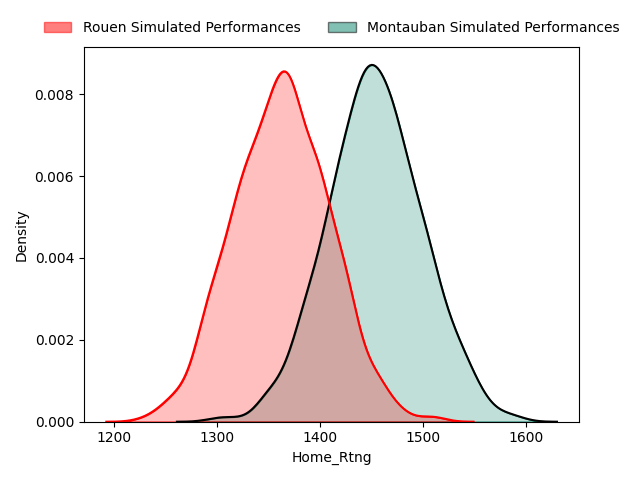 Rouen Simulated Performances Montauban Simulated Performances
0.008
0.006
0.004
0.002
0.000
Density
1200 1300 1400 1500 1600
Home_Rtng